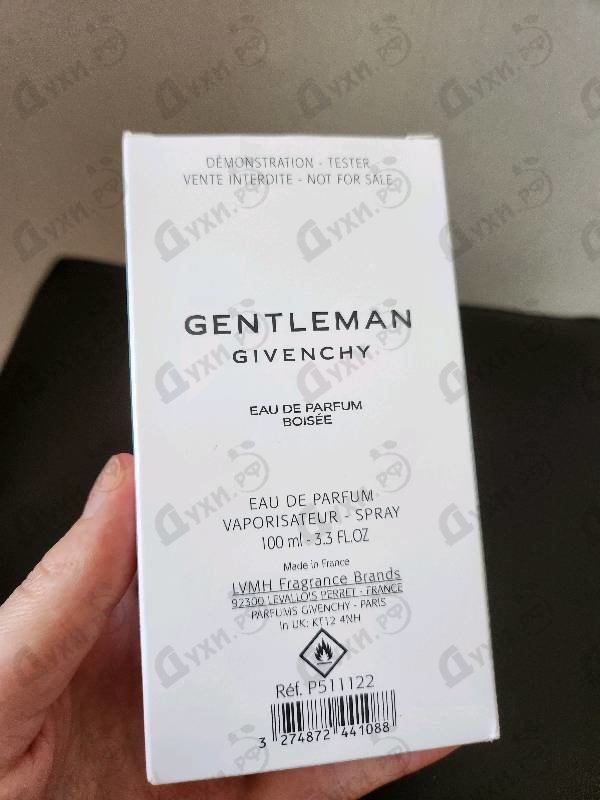 DÉMONSTRATION - TESTER
VENTE INTERDITE - NOT FOR SALE
GENTLEMAN
GIVENCHY
EAU DE PARFUM
BOISÉE
EAU DE PARFUM
VAPORISATEUR - SPRAY
100 ml - 3.3 FL.OZ
Made in France
LVMH Fragrance Brands
92300 LEVALLOIS PERRET - FRANCE
PARFUMS GIVENCHY - PARIS
In UK: KT12 4NH
Réf. P511122
3 274872 441088
Духи.рф